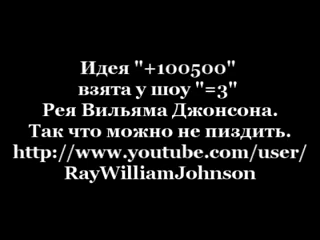 Идея "+100500"
взята у шоу "=3"
Рея Вильяма Джонсона.
Так что можно не пиздить.
http://www.youtube.com/user/
RayWilliamJohnson